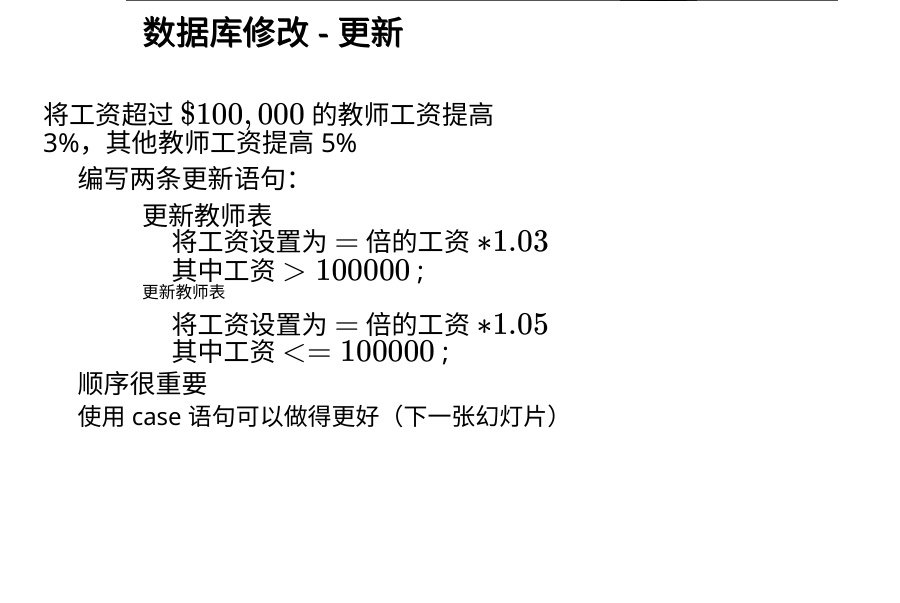 数据库修改 - 更新
将工资超过 $100,000 的教师工资提高
3%，其他教师工资提高 5%
编写两条更新语句：
更新教师表
将工资设置为 = 倍的工资 *1.03
其中工资 > 100000 ;
更新教师表
将工资设置为 = 倍的工资 *1.05
其中工资 <= 100000 ;
顺序很重要
使用 case 语句可以做得更好（下一张幻灯片）